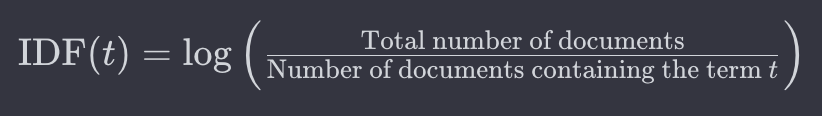 IDF(t) = log ( Total number of documents / Number of documents containing the term t )